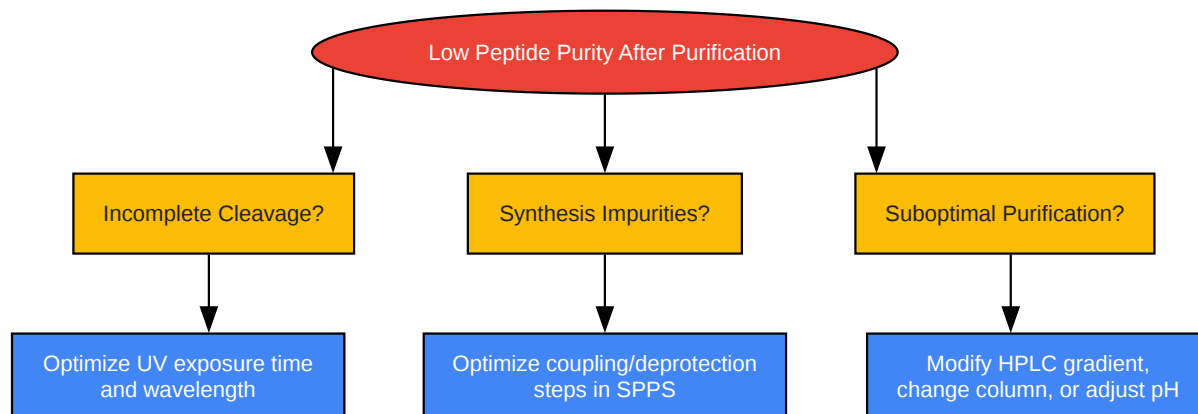 Low Peptide Purity After Purification
Incomplete Cleavage?
Synthesis Impurities?
Suboptimal Purification?
Optimize UV exposure time
and wavelength
Optimize coupling/deprotection
steps in SPPS
Modify HPLC gradient,
change column, or adjust pH